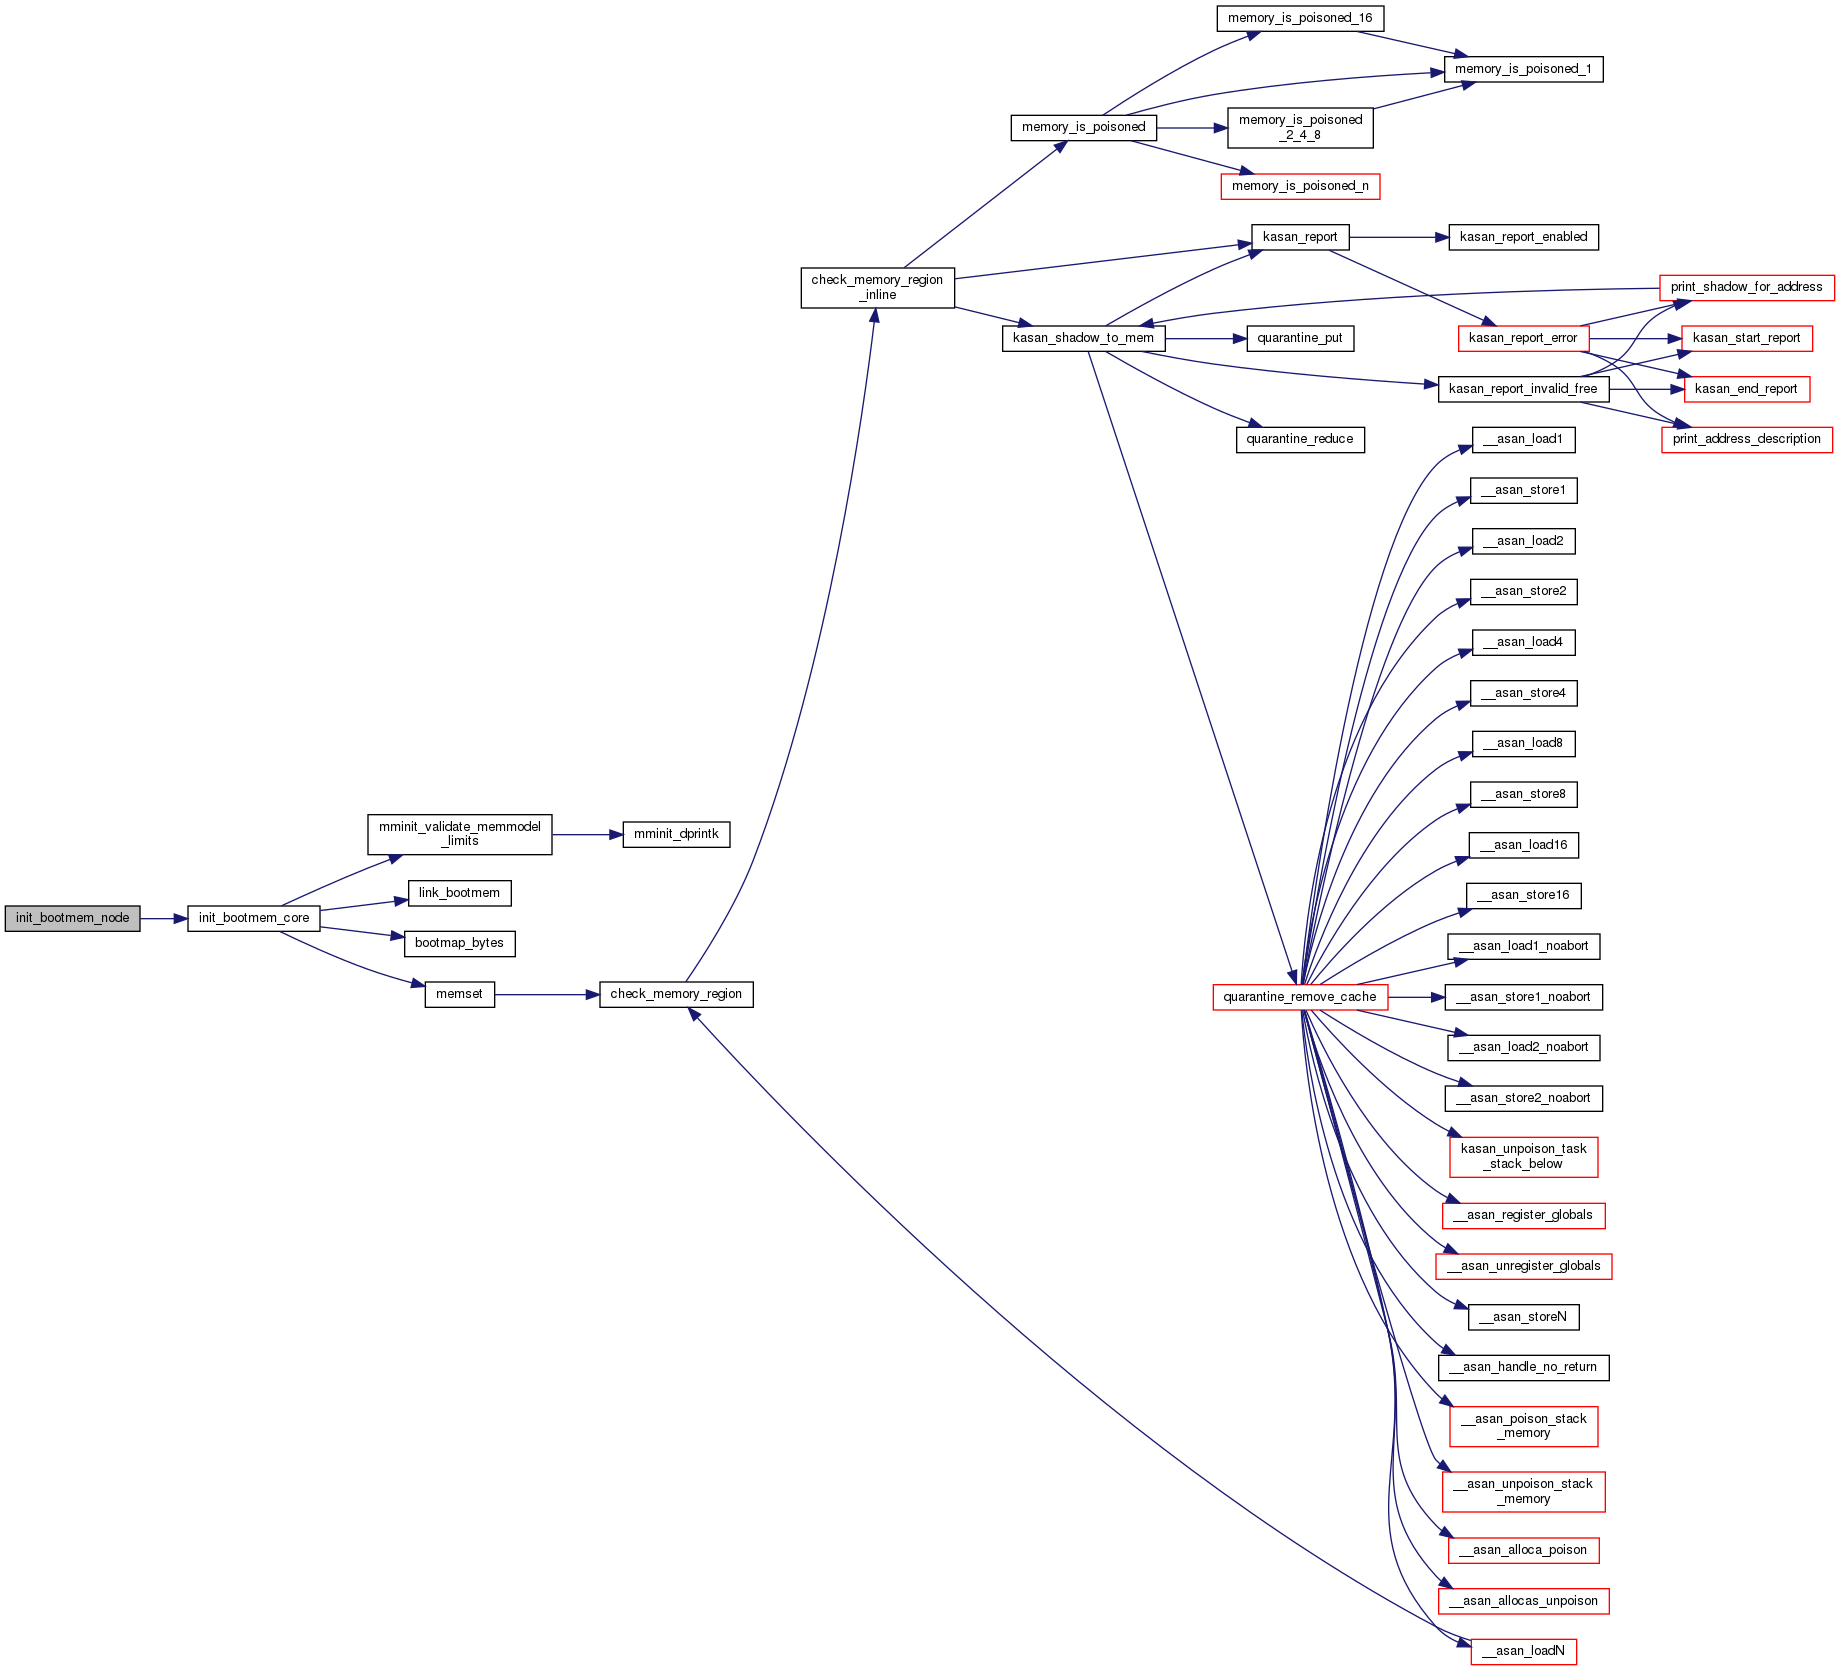 memory_is_poisoned_16
memory_is_poisoned_1
memory_is_poisoned
memory_is_poisoned
_2_4_8
memory_is_poisoned_n
kasan_report
kasan_report_enabled
check_memory_region
_inline
print_shadow_for_address
kasan_shadow_to_mem
quarantine_put
kasan_report_error
kasan_start_report
kasan_report_invalid_free
kasan_end_report
quarantine_reduce
__asan_load1
print_address_description
__asan_store1
__asan_load2
__asan_store2
__asan_load4
__asan_store4
__asan_load8
__asan_store8
mminit_validate_memmodel
_limits
mminit_dprintk
__asan_load16
link_bootmem
__asan_store16
init_bootmem_node
init_bootmem_core
bootmap_bytes
__asan_load1_noabort
memset
check_memory_region
quarantine_remove_cache
__asan_store1_noabort
__asan_load2_noabort
__asan_store2_noabort
kasan_unpoison_task
_stack_below
__asan_register_globals
__asan_unregister_globals
__asan_storeN
__asan_handle_no_return
__asan_poison_stack
_memory
__asan_unpoison_stack
_memory
__asan_alloca_poison
__asan_allocas_unpoison
__asan_loadN